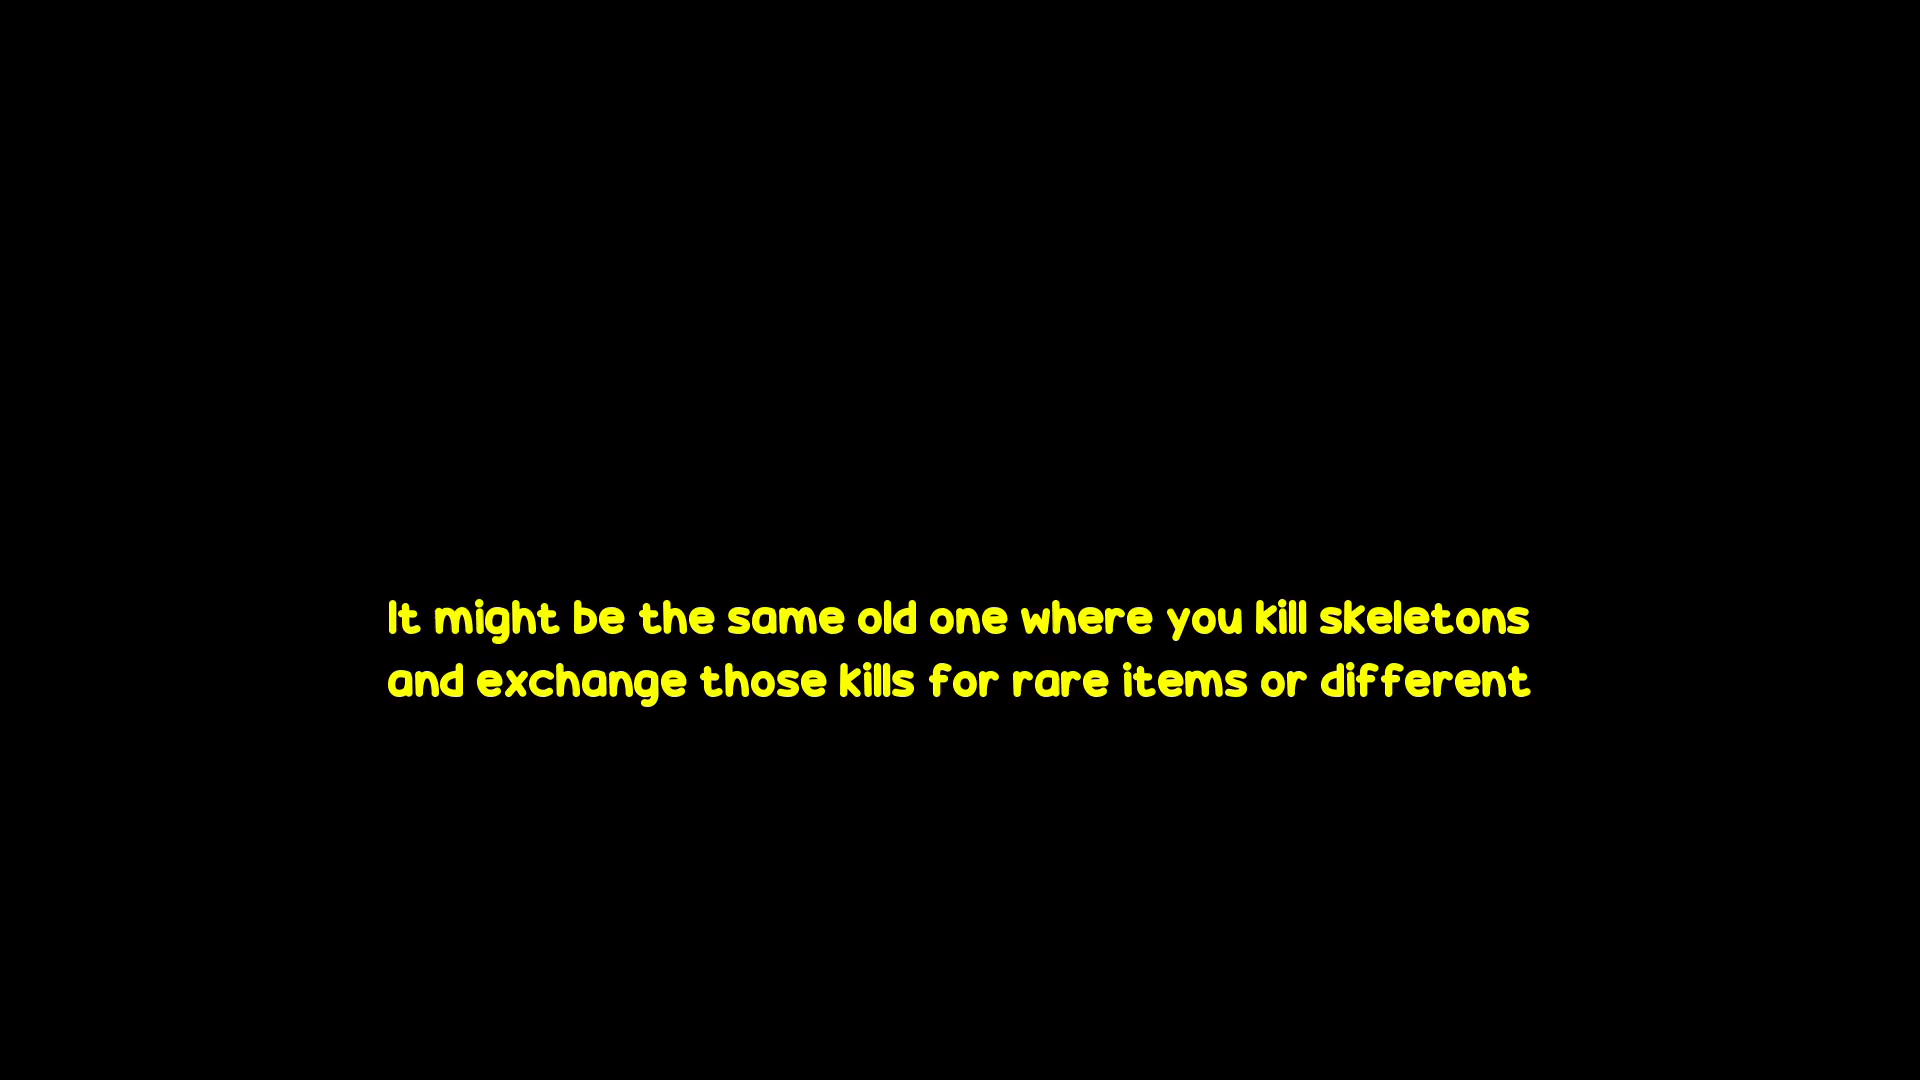 It might be the same old one where you kill skeletons
and exchange those kills for rare items or different